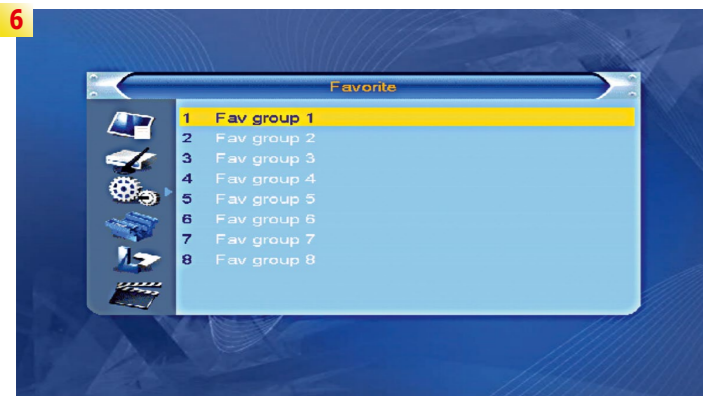 6
Favorite
1 Fav group 1
2 Fav group 2
3 Fav group 3
4 Fav group 4
5 Fav group 5
6 Fav group 6
7 Fav group 7
8 Fav group 8